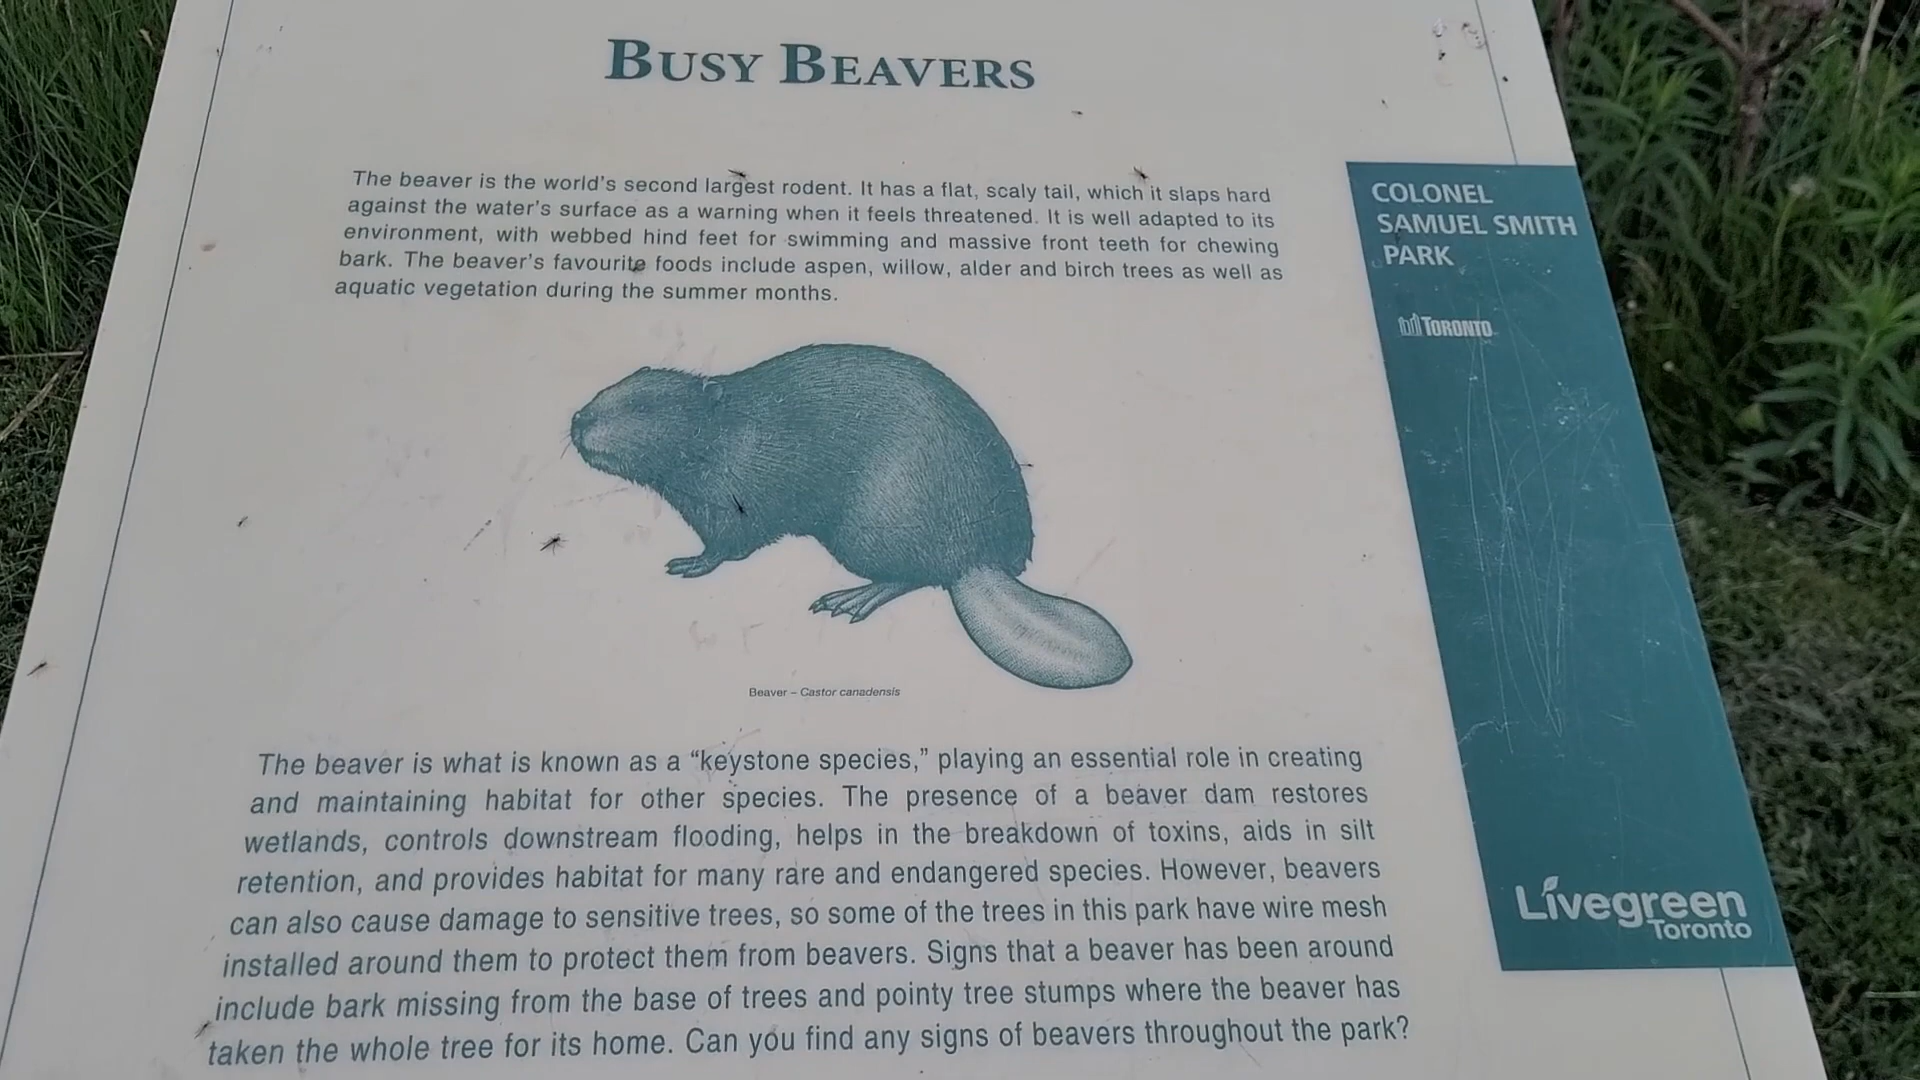 BUSY BEAVERS
The beaver is the world's second largest rodent. It has a flat, scaly tail, which it slaps hard
against the water's surface as a warning when it feels threatened. It is well adapted to its
environment, with webbed hind feet for swimming and massive front teeth for chewing
bark. The beaver's favourite foods include aspen, willow, alder and birch trees as well as
aquatic vegetation during the summer months.
Beaver – Castor canadensis
The beaver is what is known as a “keystone species,” playing an essential role in creating
and maintaining habitat for other species. The presence of a beaver dam restores
wetlands, controls downstream flooding, helps in the breakdown of toxins, aids in silt
retention, and provides habitat for many rare and endangered species. However, beavers
can also cause damage to sensitive trees, so some of the trees in this park have wire mesh
installed around them to protect them from beavers. Signs that a beaver has been around
include bark missing from the base of trees and pointy tree stumps where the beaver has
taken the whole tree for its home. Can you find any signs of beavers throughout the park?
COLONEL
SAMUEL SMITH
PARK
TORONTO
Livegreen
Toronto